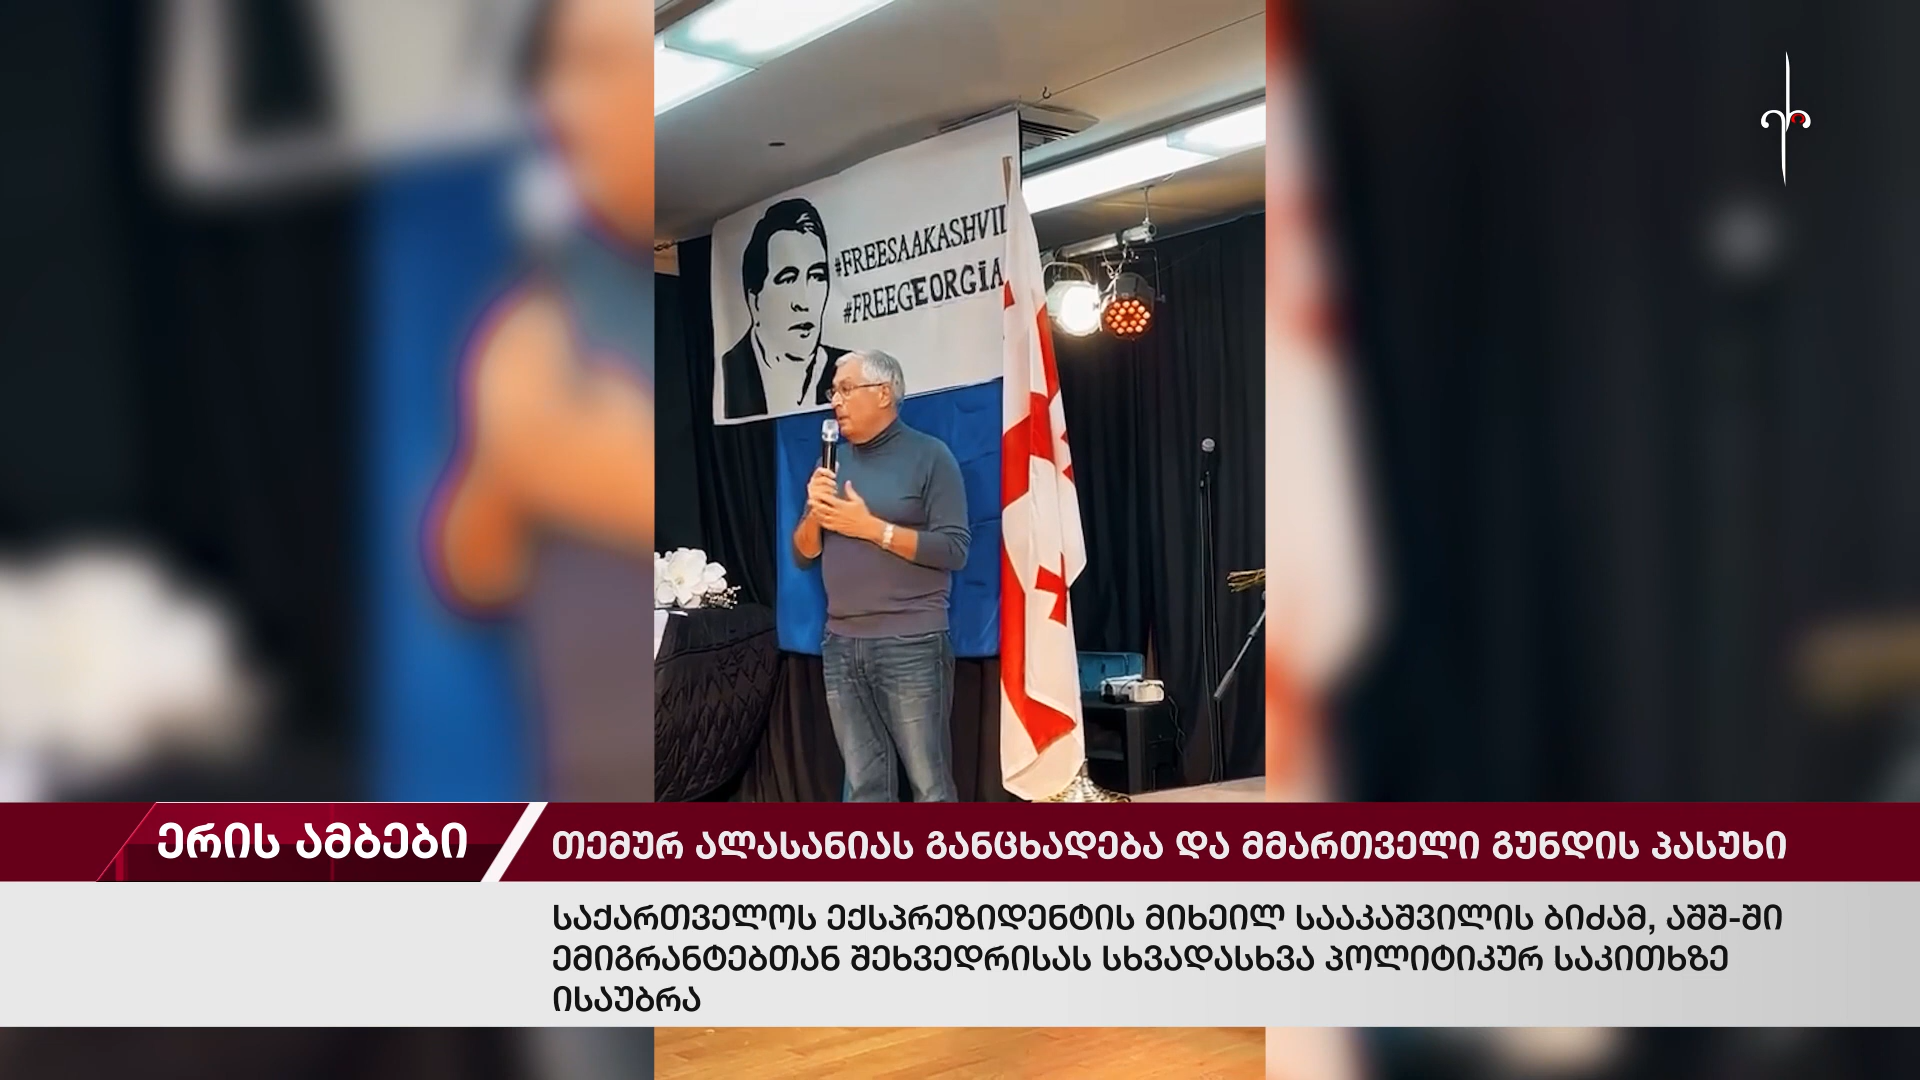 #FREESAAKASHVIL
#FREEGEORGIA
ერის ამბები
თემურ ალასანიას განცხადება და მმართველი გუნდის პასუხი
საქართველოს ექსპრეზიდენტის მიხეილ სააკაშვილის ბიძამ, აშშ-ში
ემიგრანტებთან შეხვედრისას სხვადასხვა პოლიტიკურ საკითხზე
ისაუბრა